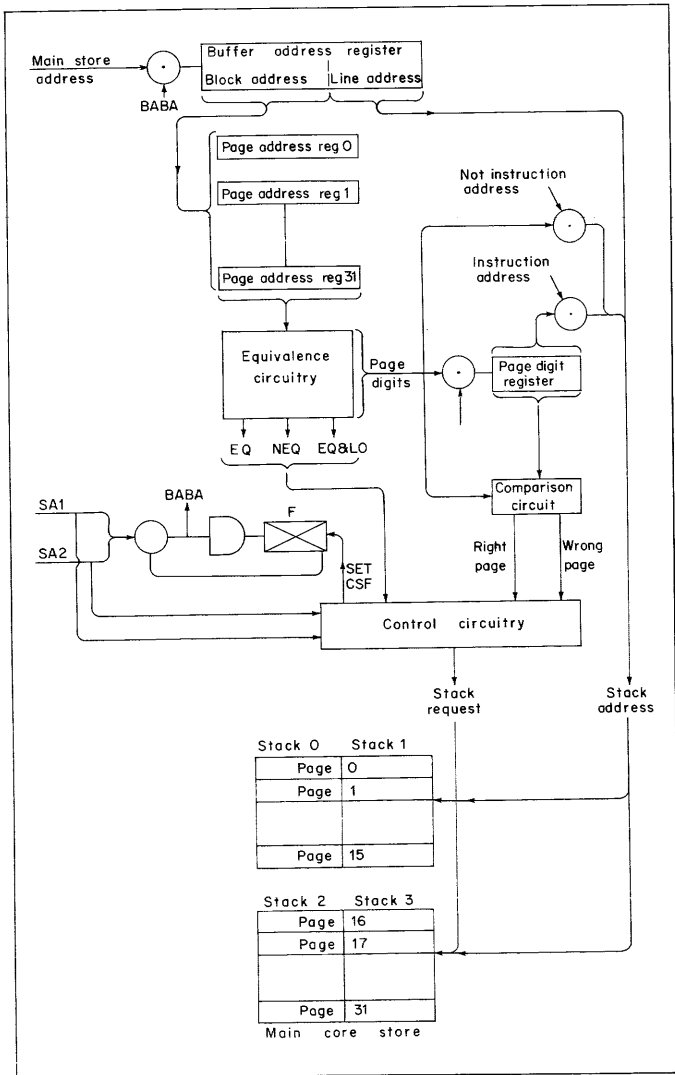 Buffer address register
Main store address
Block address Line address
BABA
Page address reg 0
Page address reg 1
Not instruction address
Page address reg 31
Instruction address
Equivalence circuitry
Page digits
Page digit register
EQ NEQ EQ&LO
BABA
Comparison circuit
SA1
F
SA2
SET CSF
Right page
Wrong page
Control circuitry
Stack request
Stack address
Stack 0 Stack 1
Page 0
Page 1
Page 15
Stack 2 Stack 3
Page 16
Page 17
Page 31
Main core store